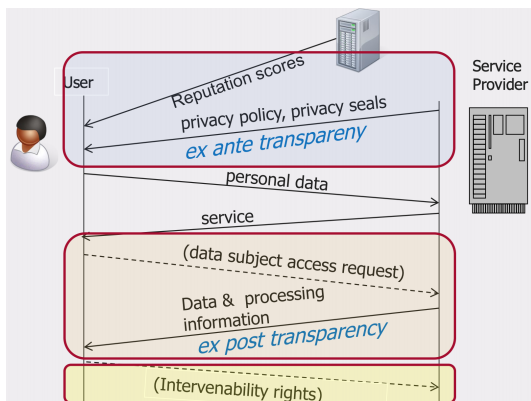 User
Reputation scores
Service
Provider
privacy policy, privacy seals
ex ante transpareny
personal data
service
(data subject access request)
Data & processing
information
ex post transparency
(Intervenability rights)